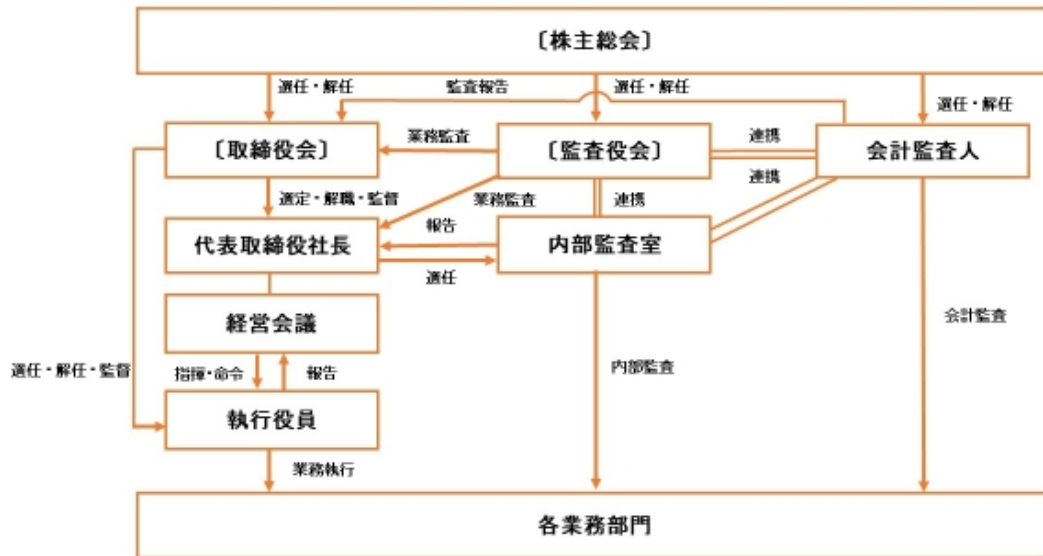 〔株主総会〕
選任・解任
監査報告
選任・解任
選任・解任
〔取締役会〕
業務監査
〔監査役会〕
連携
会計監査人
連携
選定・解職・監督
業務監査
連携
報告
代表取締役社長
内部監査室
選任
経営会議
会計監査
選任・解任・監督
指揮・命令
報告
内部監査
執行役員
業務執行
各業務部門